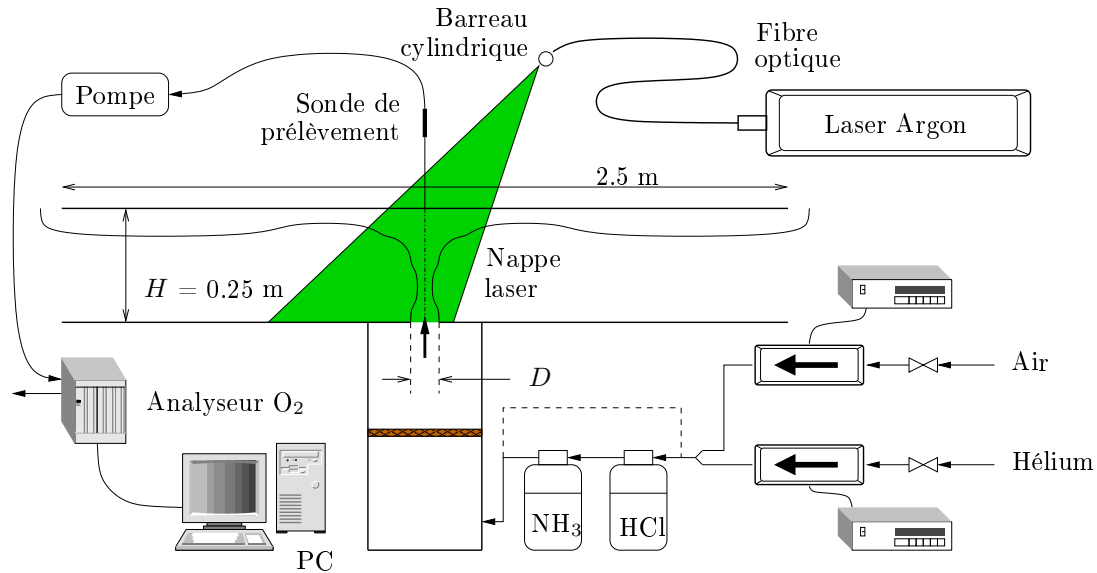 Barreau
cylindrique
Fibre
optique
Pompe
Sonde de
prélèvement
Laser Argon
2.5 m
Nappe
laser
H = 0.25 m
D
Air
Analyseur O₂
Hélium
NH₃
HCl
PC